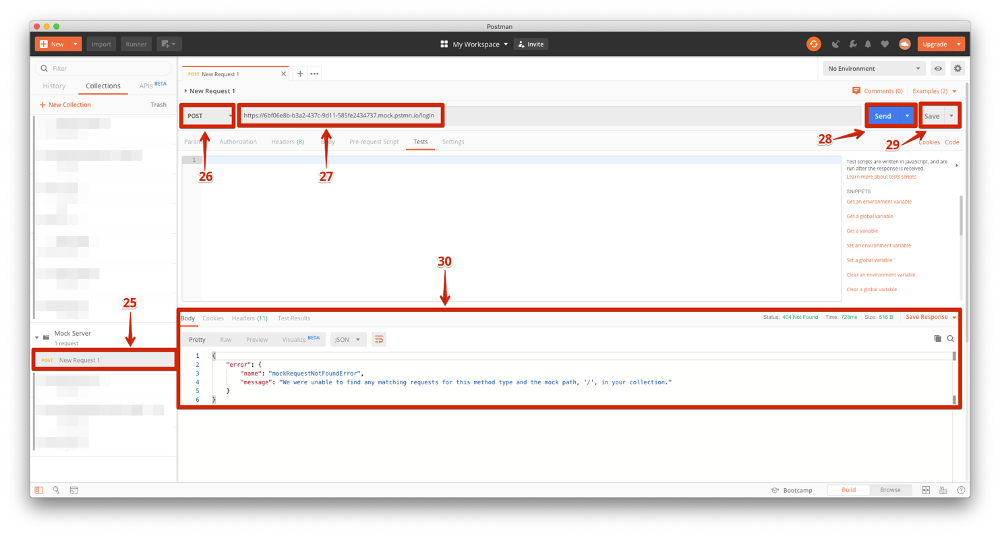 Postman
New
Import
Runner
My Workspace
Invite
Upgrade
Filter
History
Collections
APIs BETA
New Collection
Trash
Mock Server
1 request
25
POST New Request 1
POST New Request 1
No Environment
New Request 1
Comments (0)
Examples (2)
POST
https://6bf06e8b-b3a2-437c-9d11-585fe2434737.mock.pstmn.io/login
Send
Save
26
27
28
29
Params
Authorization
Headers (8)
Body
Pre-request Script
Tests
Settings
Cookies
Code
1
Test scripts are written in JavaScript, and are
run after the response is received.
Learn more about tests scripts
SNIPPETS
Get an environment variable
Get a global variable
Get a variable
Set an environment variable
Set a global variable
Clear an environment variable
Clear a global variable
30
Body
Cookies
Headers (11)
Test Results
Status: 404 Not Found
Time: 728ms
Size: 516 B
Save Response
Pretty
Raw
Preview
Visualize BETA
JSON
1 {
2 "error": {
3 "name": "mockRequestNotFoundError",
4 "message": "We were unable to find any matching requests for this method type and the mock path, '/', in your collection."
5 }
6 }
Bootcamp
Build
Browse